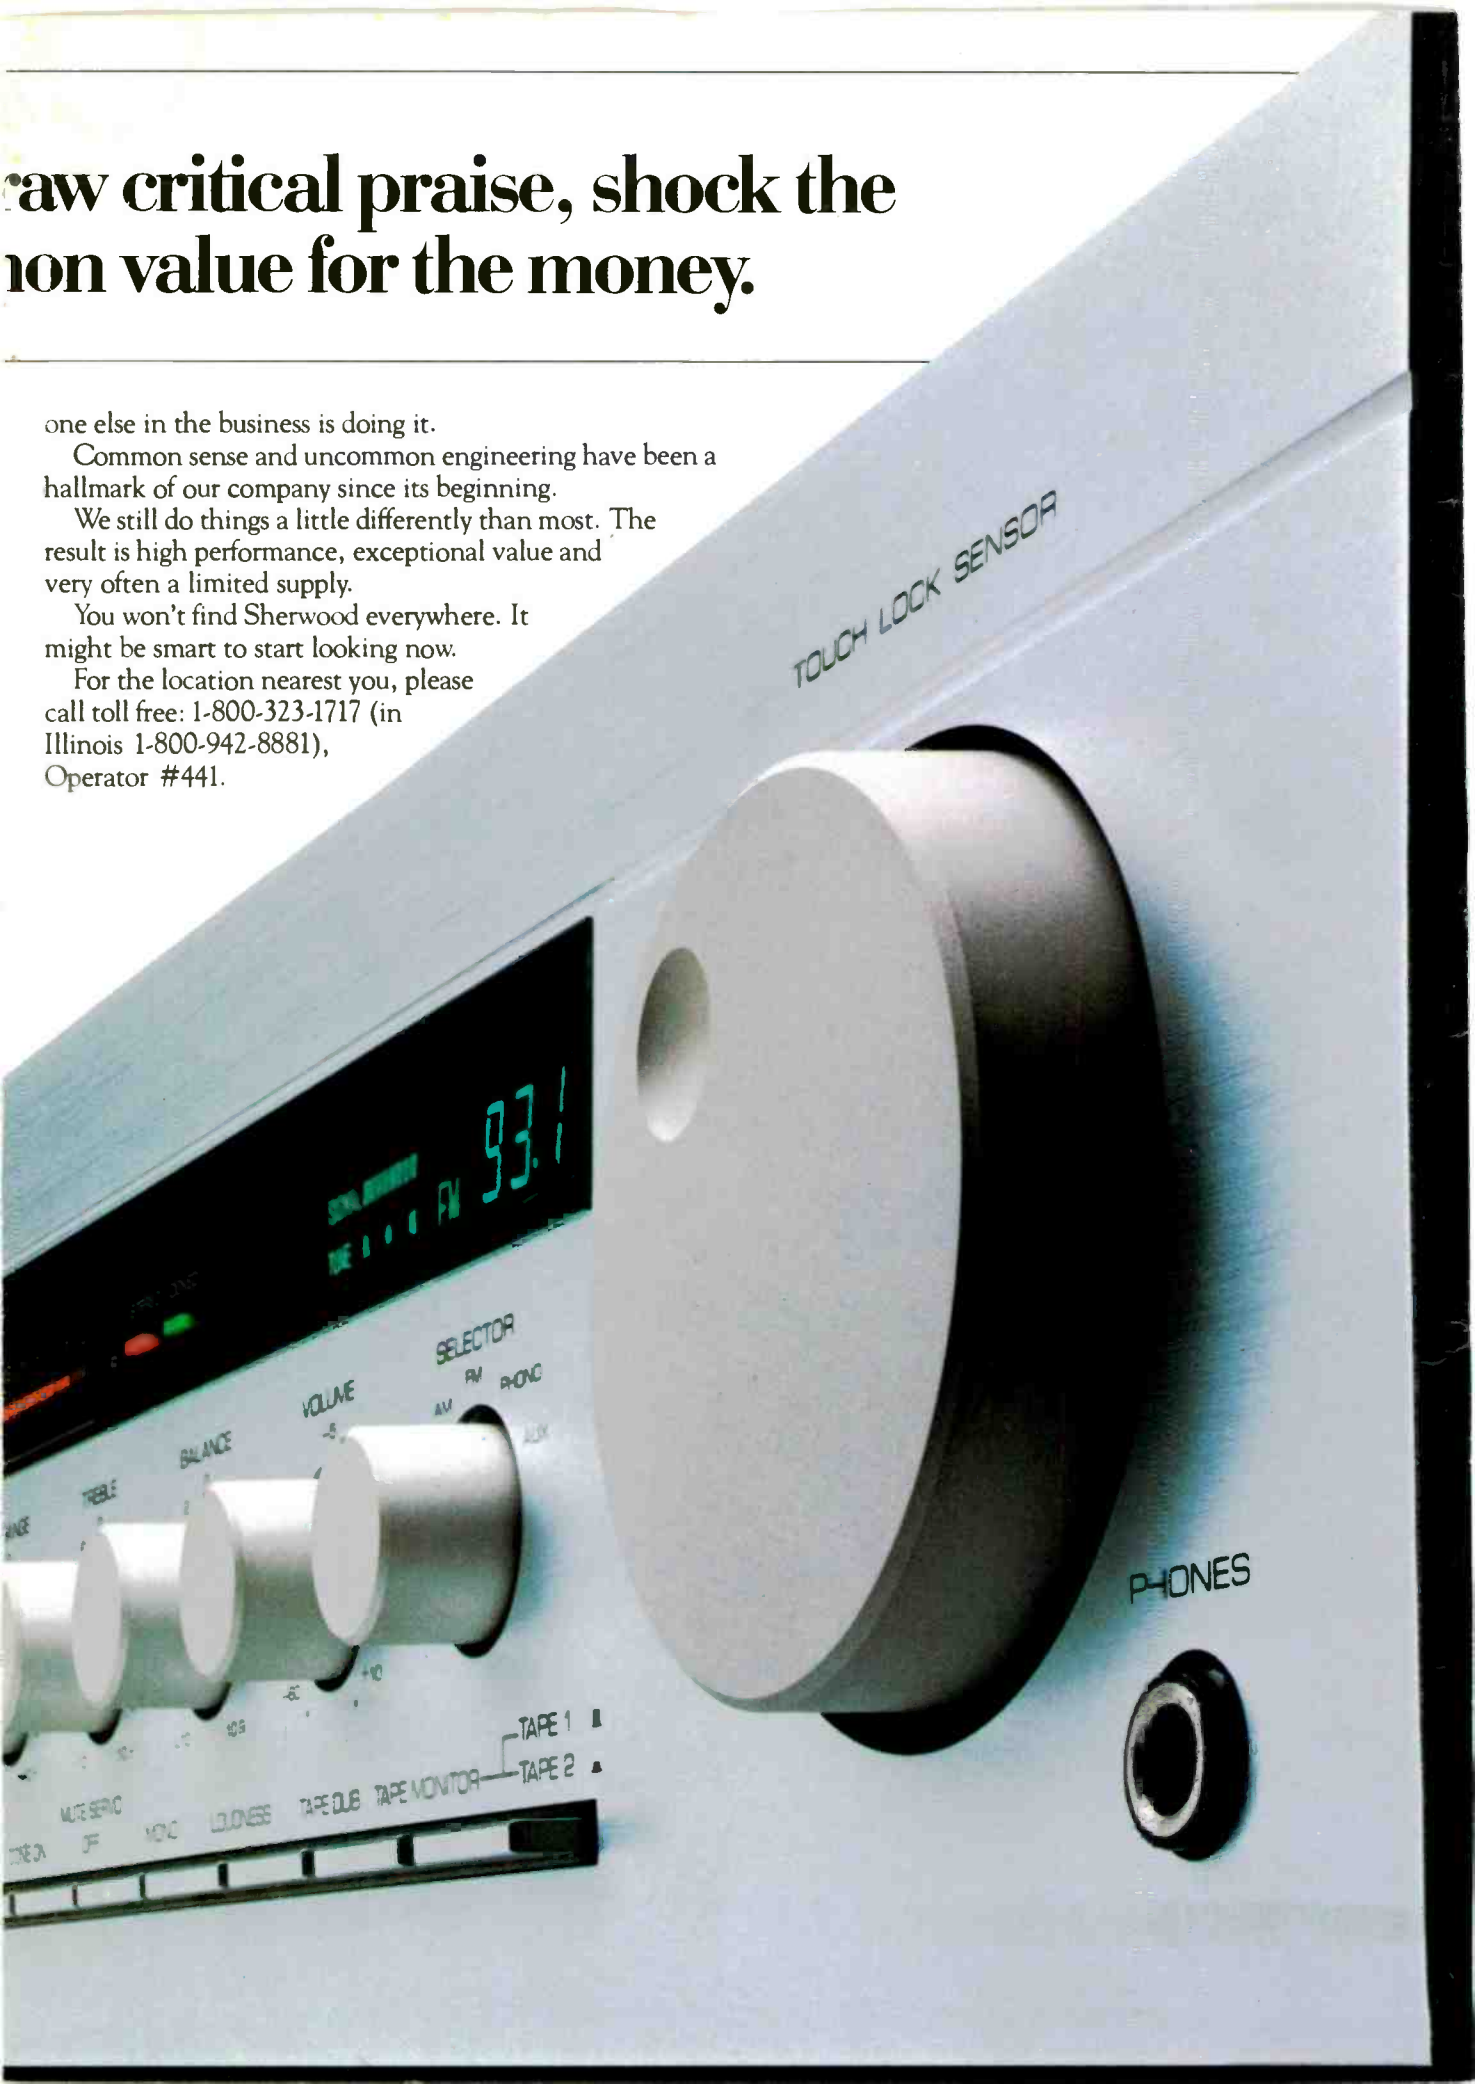 raw critical praise, shock the
non value for the money.
one else in the business is doing it.
Common sense and uncommon engineering have been a
hallmark of our company since its beginning.
We still do things a little differently than most. The
result is high performance, exceptional value and
very often a limited supply.
You won't find Sherwood everywhere. It
might be smart to start looking now.
For the location nearest you, please
call toll free: 1-800-323-1717 (in
Illinois 1-800-942-8881),
Operator #441.
TOUCH LOCK SENSOR
93.1
SIGNAL
FM
TUNE
SELECTOR
FM PHONO
AM
AUX
VOLUME
BALANCE
TREBLE
PHONES
TAPE 1
TAPE 2
TAPE DUB TAPE MONITOR
LOUDNESS
MONO
OFF